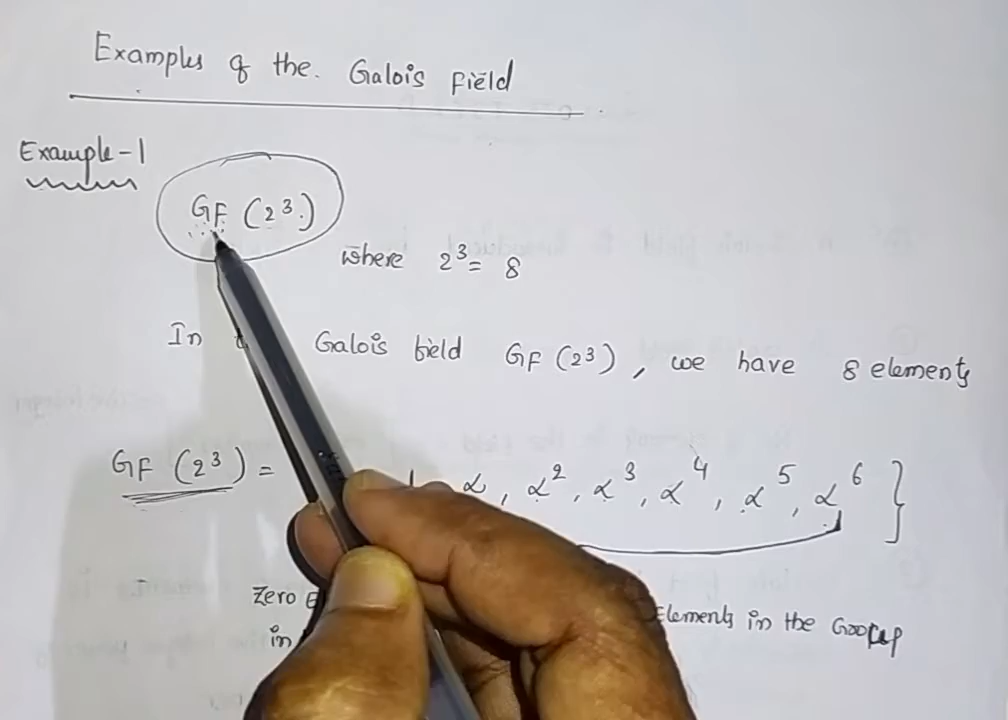 Examples of the. Galois field
Example-1
GF (2³.)
where 2³= 8
In Galois field GF (2³), we have 8 elements
GF (2³) = 1 α, α², α³, α⁴, α⁵, α⁶ }
Zero Elements in the Group
in